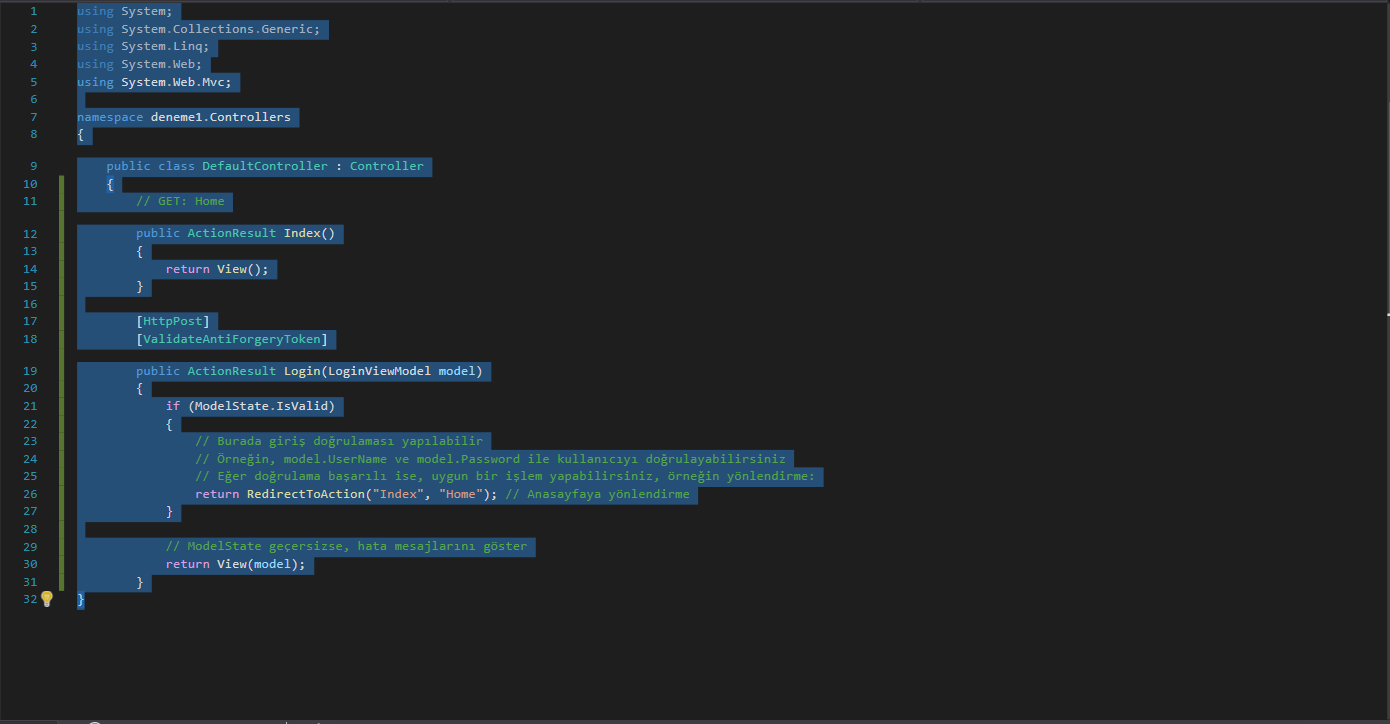 1 using System;
2 using System.Collections.Generic;
3 using System.Linq;
4 using System.Web;
5 using System.Web.Mvc;
6
7 namespace deneme1.Controllers
8 {
9     public class DefaultController : Controller
10     {
11         // GET: Home
12         public ActionResult Index()
13         {
14             return View();
15         }
16
17         [HttpPost]
18         [ValidateAntiForgeryToken]
19         public ActionResult Login(LoginViewModel model)
20         {
21             if (ModelState.IsValid)
22             {
23                 // Burada giriş doğrulaması yapılabilir
24                 // Örneğin, model.UserName ve model.Password ile kullanıcıyı doğrulayabilirsiniz
25                 // Eğer doğrulama başarılı ise, uygun bir işlem yapabilirsiniz, örneğin yönlendirme:
26                 return RedirectToAction("Index", "Home"); // Anasayfaya yönlendirme
27             }
28
29             // ModelState geçersizse, hata mesajlarını göster
30             return View(model);
31         }
32 }